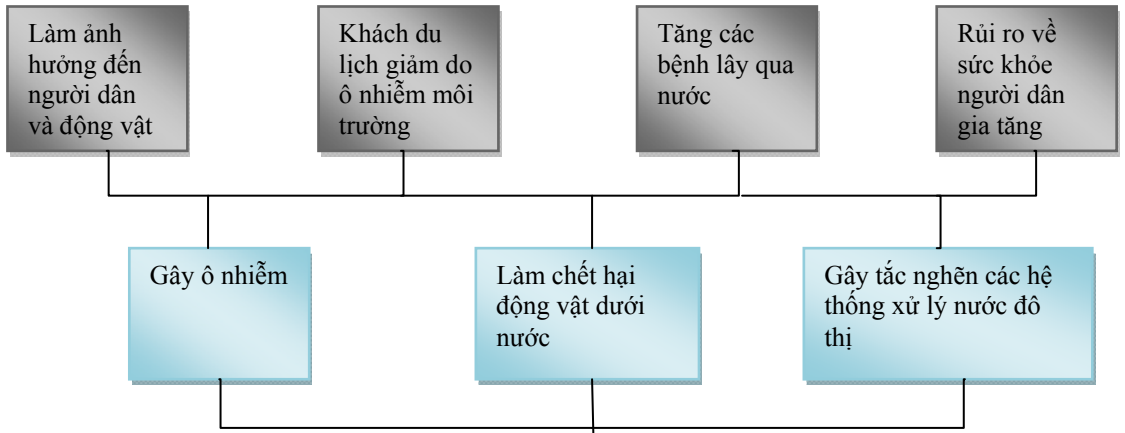 Làm ảnh
hưởng đến
người dân
và động vật
Khách du
lịch giảm do
ô nhiễm môi
trường
Tăng các
bệnh lây qua
nước
Rủi ro về
sức khỏe
người dân
gia tăng
Gây ô nhiễm
Làm chết hại
động vật dưới
nước
Gây tắc nghẽn các hệ
thống xử lý nước đô
thị